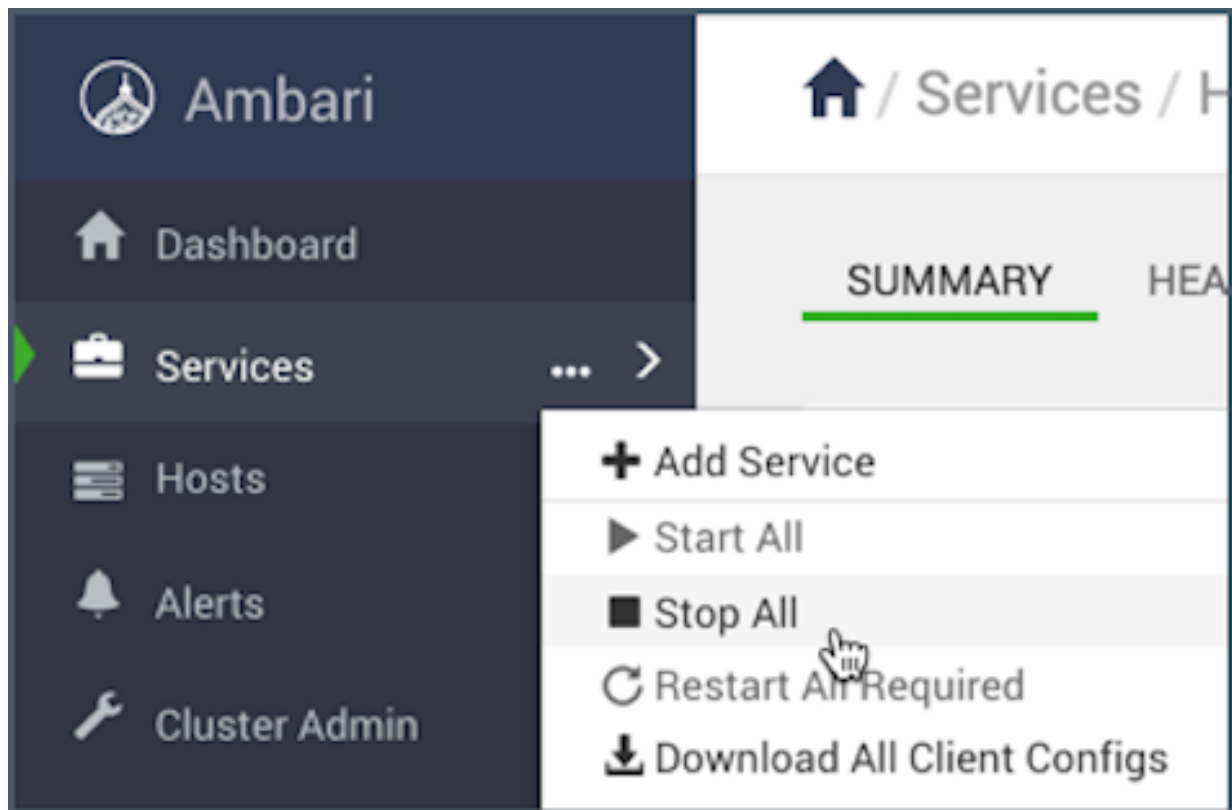 Ambari
/ Services / H
Dashboard
SUMMARY HEA
Services ... >
Add Service
Hosts
Start All
Alerts
Stop All
Restart All Required
Cluster Admin
Download All Client Configs